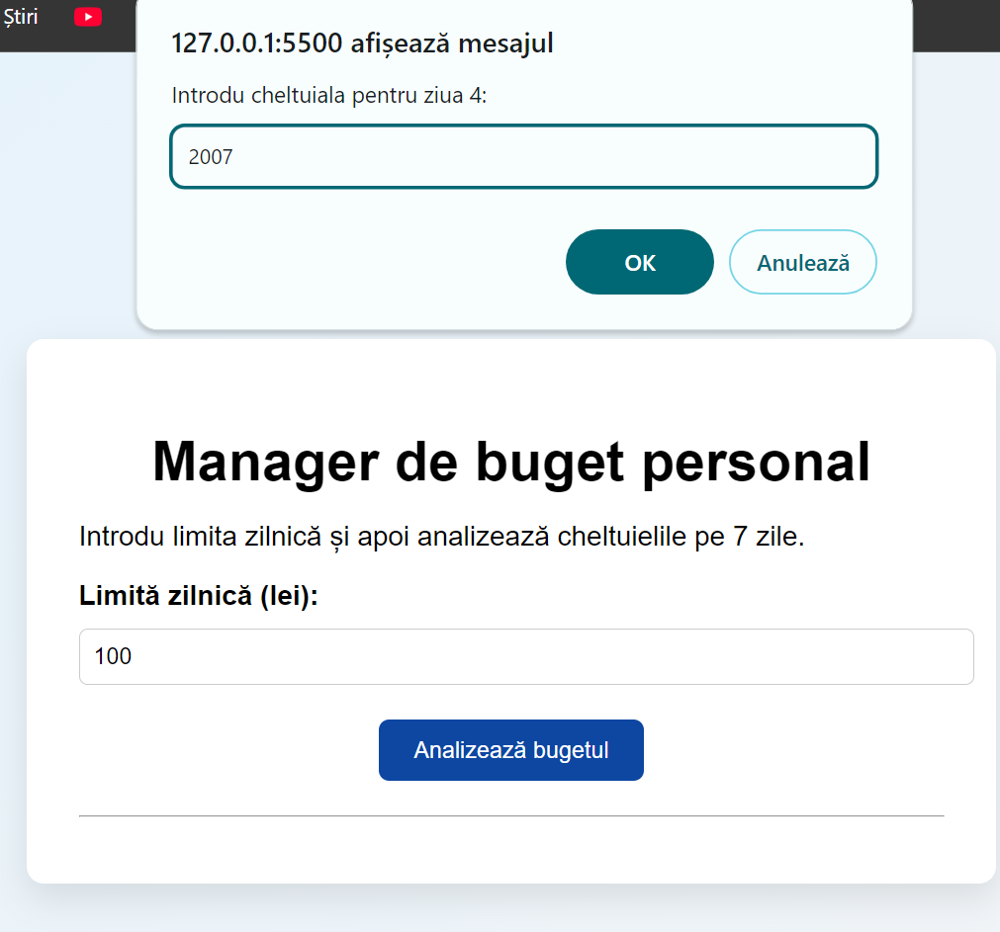 Știri
127.0.0.1:5500 afișează mesajul
Introdu cheltuiala pentru ziua 4:
2007
OK Anulează
Manager de buget personal
Introdu limita zilnică și apoi analizează cheltuielile pe 7 zile.
Limită zilnică (lei):
100
Analizează bugetul